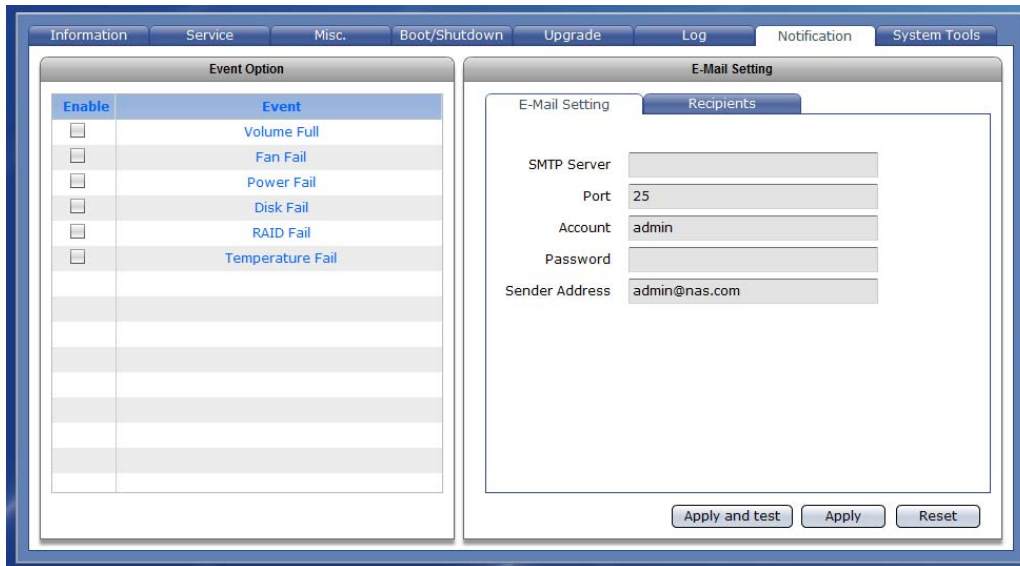 Information Service Misc. Boot/Shutdown Upgrade Log Notification System Tools
Event Option
Enable Event
Volume Full
Fan Fail
Power Fail
Disk Fail
RAID Fail
Temperature Fail
E-Mail Setting
E-Mail Setting Recipients
SMTP Server
Port 25
Account admin
Password
Sender Address admin@nas.com
Apply and test Apply Reset